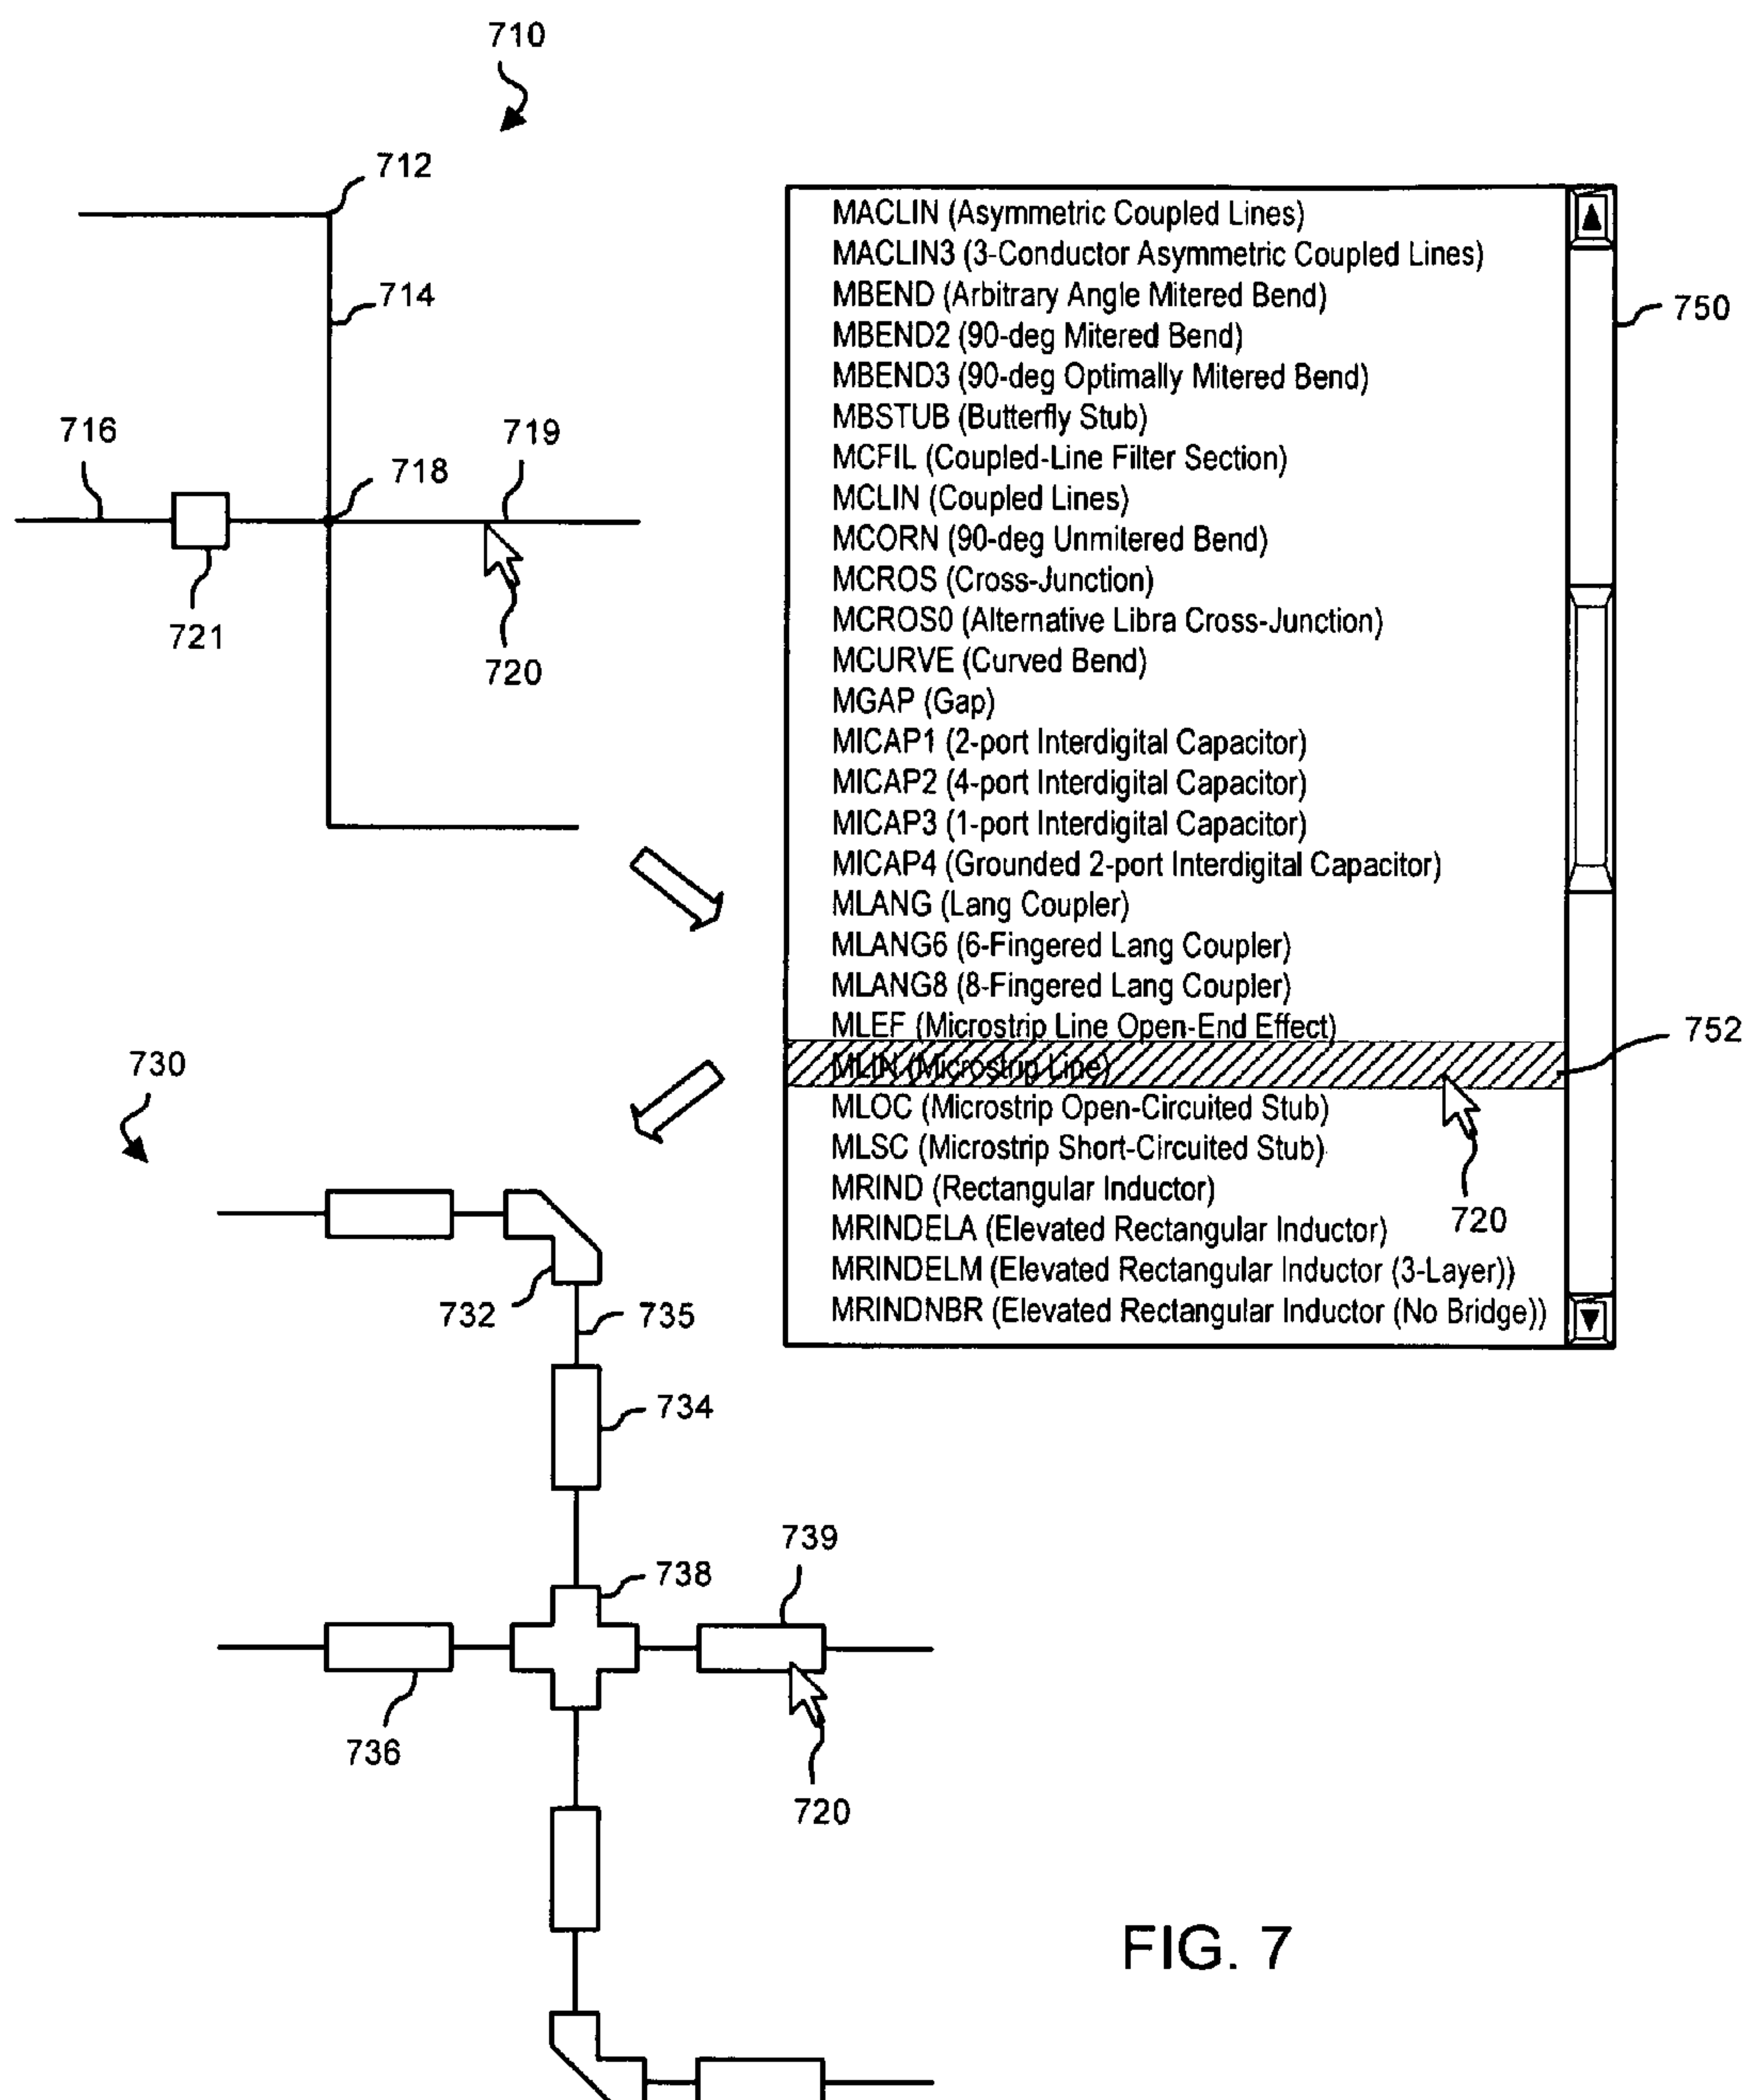 710
712
714
716
718
719
721
720
MACLIN (Asymmetric Coupled Lines)
MACLIN3 (3-Conductor Asymmetric Coupled Lines)
MBEND (Arbitrary Angle Mitered Bend)
MBEND2 (90-deg Mitered Bend)
MBEND3 (90-deg Optimally Mitered Bend)
MBSTUB (Butterfly Stub)
MCFIL (Coupled-Line Filter Section)
MCLIN (Coupled Lines)
MCORN (90-deg Unmitered Bend)
MCROS (Cross-Junction)
MCROS0 (Alternative Libra Cross-Junction)
MCURVE (Curved Bend)
MGAP (Gap)
MICAP1 (2-port Interdigital Capacitor)
MICAP2 (4-port Interdigital Capacitor)
MICAP3 (1-port Interdigital Capacitor)
MICAP4 (Grounded 2-port Interdigital Capacitor)
MLANG (Lang Coupler)
MLANG6 (6-Fingered Lang Coupler)
MLANG8 (8-Fingered Lang Coupler)
MLEF (Microstrip Line Open-End Effect)
MLIN (Microstrip Line)
MLOC (Microstrip Open-Circuited Stub)
MLSC (Microstrip Short-Circuited Stub)
MRIND (Rectangular Inductor)
MRINDELA (Elevated Rectangular Inductor)
MRINDELM (Elevated Rectangular Inductor (3-Layer))
MRINDNBR (Elevated Rectangular Inductor (No Bridge))
750
752
720
730
732
735
734
738
739
736
720
FIG. 7